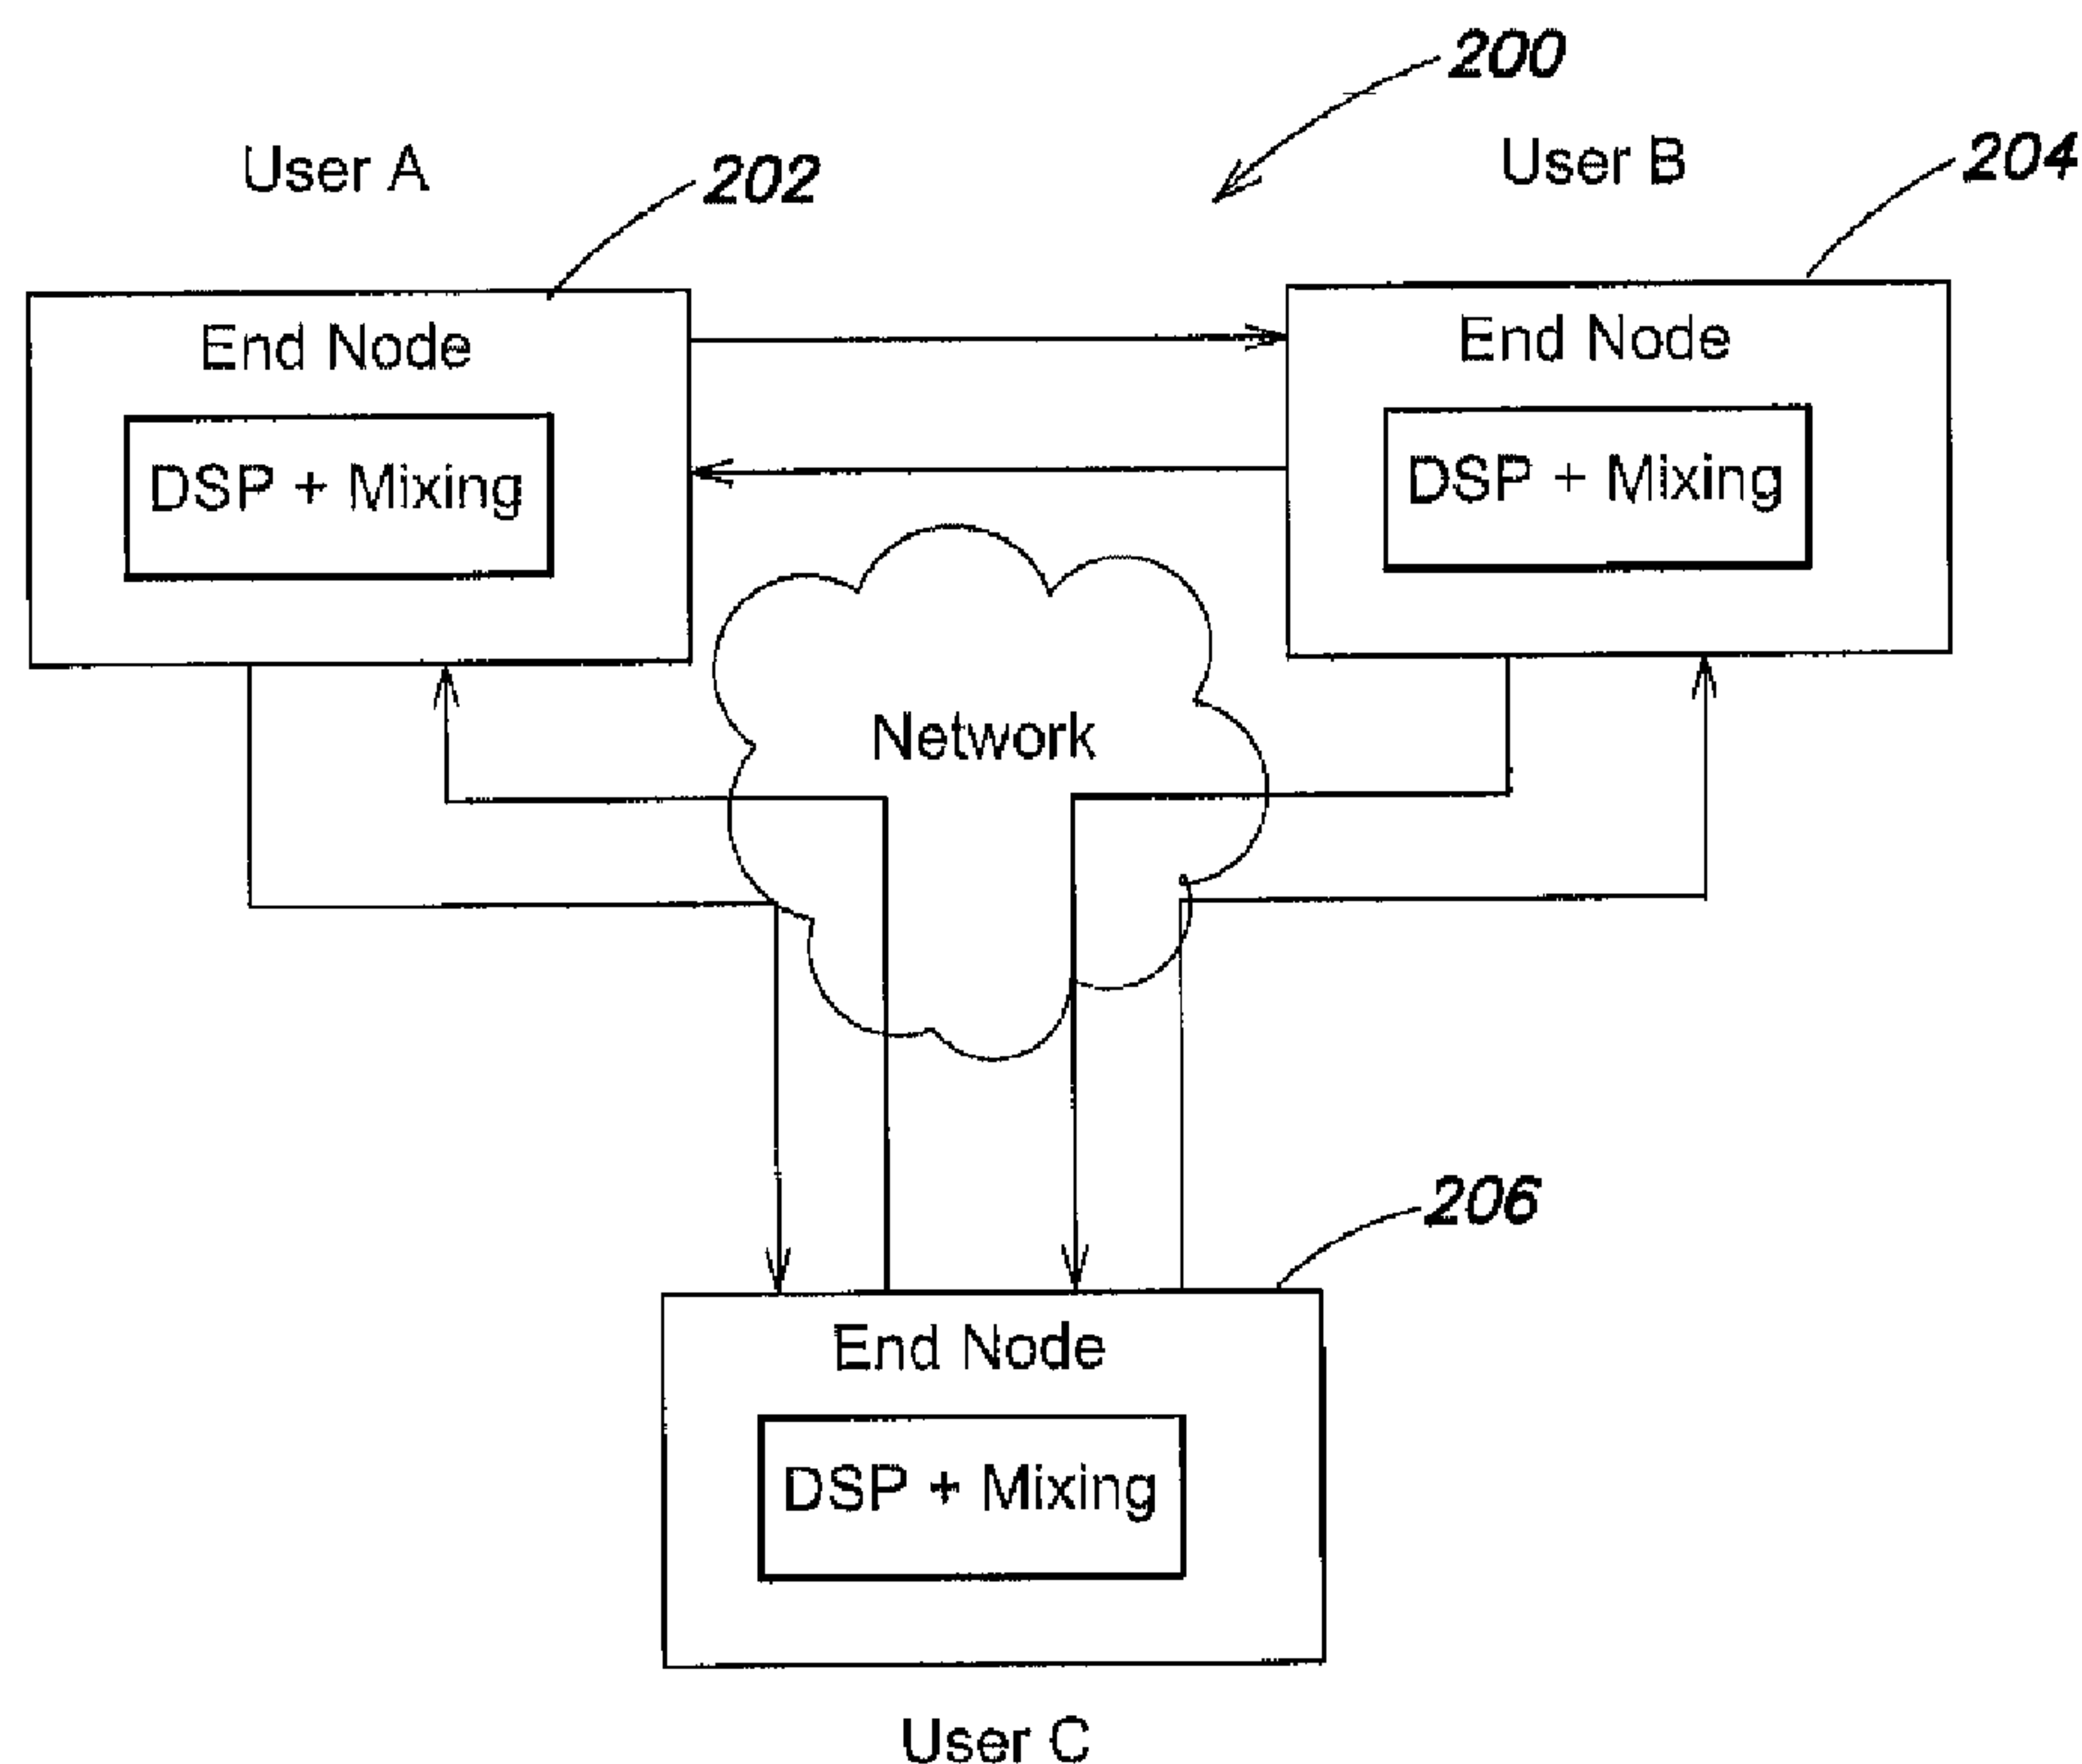 200
User A
202
User B
204
End Node
DSP + Mixing
End Node
DSP + Mixing
Network
206
End Node
DSP + Mixing
User C